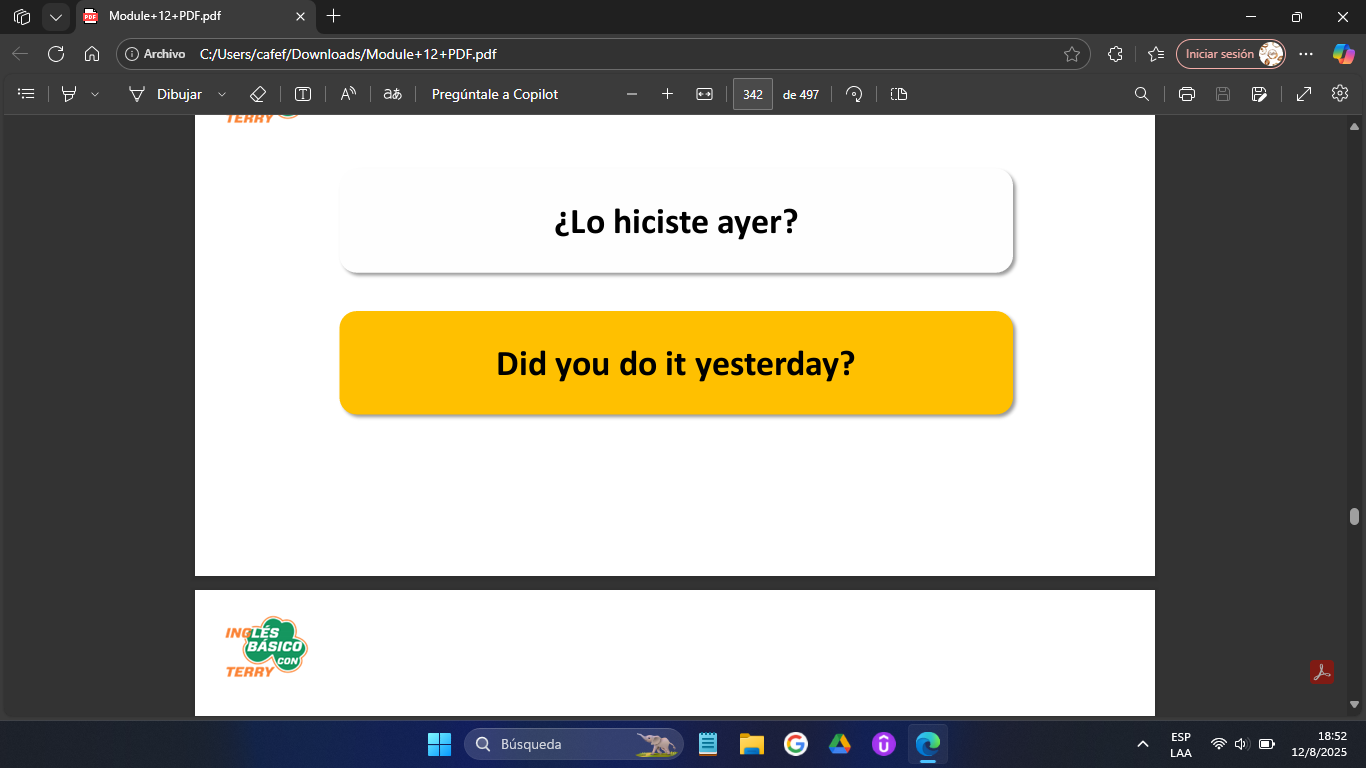 Module+12+PDF.pdf
Archivo C:/Users/cafef/Downloads/Module+12+PDF.pdf Iniciar sesión
Dibujar Pregúntale a Copilot 342 de 497
TERRY
¿Lo hiciste ayer?
Did you do it yesterday?
INGLÉS
BÁSICO
CON
TERRY
Búsqueda
ESP
LAA
18:52
12/8/2025